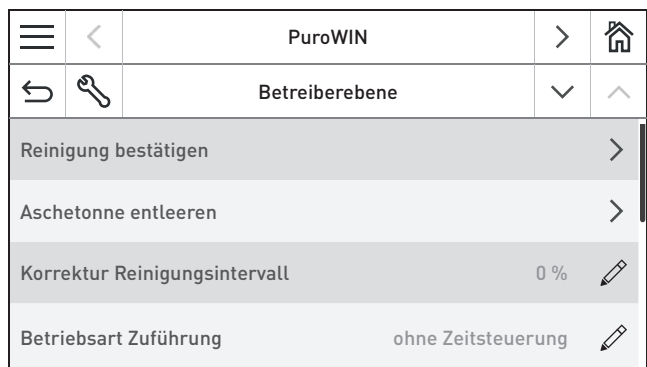 PuroWIN
Betreiberebene
Reinigung bestätigen
Aschetonne entleeren
Korrektur Reinigungsintervall 0 %
Betriebsart Zuführung ohne Zeitsteuerung